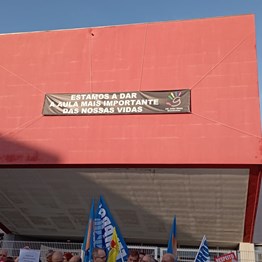 ESTAMOS A DAR
A AULA MAIS IMPORTANTE
DAS NOSSAS VIDAS